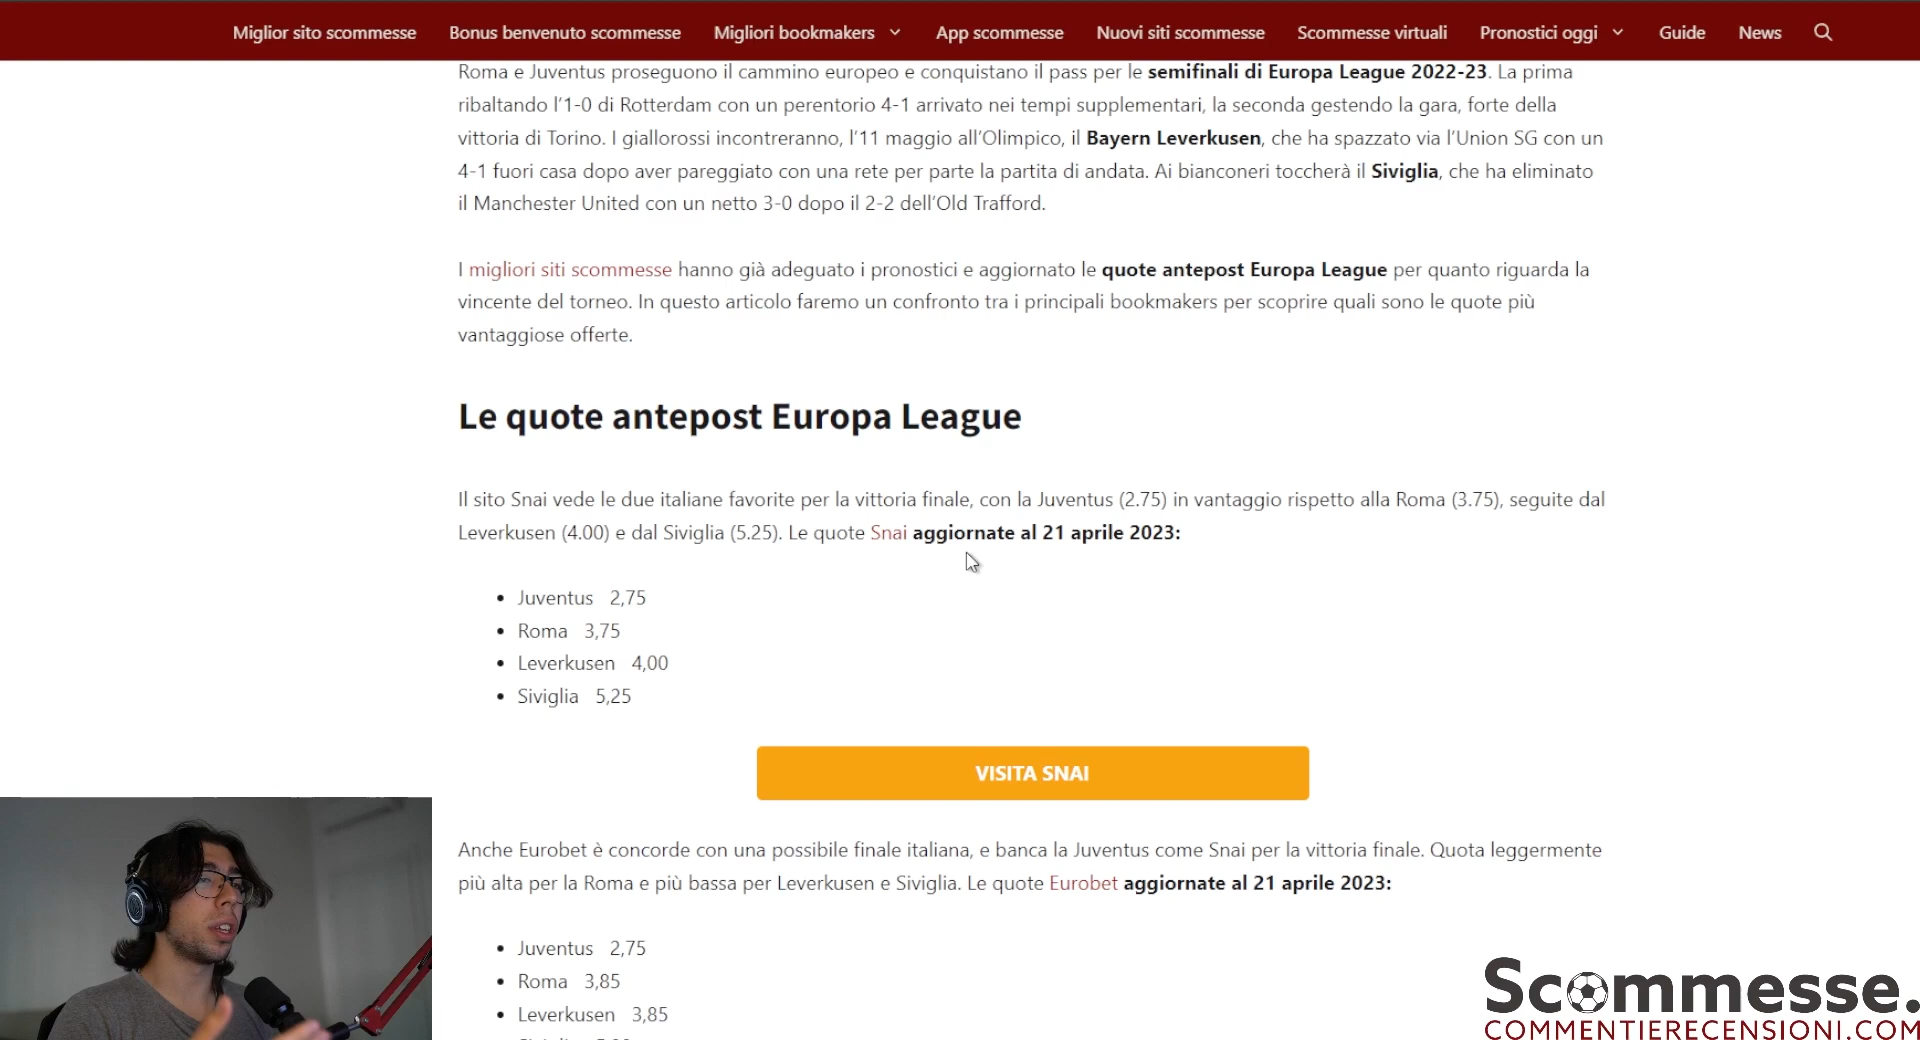 Miglior sito scommesse Bonus benvenuto scommesse Migliori bookmakers App scommesse Nuovi siti scommesse Scommesse virtuali Pronostici oggi Guide News
Roma e Juventus proseguono il cammino europeo e conquistano il pass per le semifinali di Europa League 2022-23. La prima
ribaltando l'1-0 di Rotterdam con un perentorio 4-1 arrivato nei tempi supplementari, la seconda gestendo la gara, forte della
vittoria di Torino. I giallorossi incontreranno, l'11 maggio all'Olimpico, il Bayern Leverkusen, che ha spazzato via l'Union SG con un
4-1 fuori casa dopo aver pareggiato con una rete per parte la partita di andata. Ai bianconeri toccherà il Siviglia, che ha eliminato
il Manchester United con un netto 3-0 dopo il 2-2 dell'Old Trafford.
I migliori siti scommesse hanno già adeguato i pronostici e aggiornato le quote antepost Europa League per quanto riguarda la
vincente del torneo. In questo articolo faremo un confronto tra i principali bookmakers per scoprire quali sono le quote più
vantaggiose offerte.
Le quote antepost Europa League
Il sito Snai vede le due italiane favorite per la vittoria finale, con la Juventus (2.75) in vantaggio rispetto alla Roma (3.75), seguite dal
Leverkusen (4.00) e dal Siviglia (5.25). Le quote Snai aggiornate al 21 aprile 2023:
• Juventus 2,75
• Roma 3,75
• Leverkusen 4,00
• Siviglia 5,25
VISITA SNAI
Anche Eurobet è concorde con una possibile finale italiana, e banca la Juventus come Snai per la vittoria finale. Quota leggermente
più alta per la Roma e più bassa per Leverkusen e Siviglia. Le quote Eurobet aggiornate al 21 aprile 2023:
• Juventus 2,75
• Roma 3,85
• Leverkusen 3,85
Scommesse.
COMMENTIERECENSIONI.COM